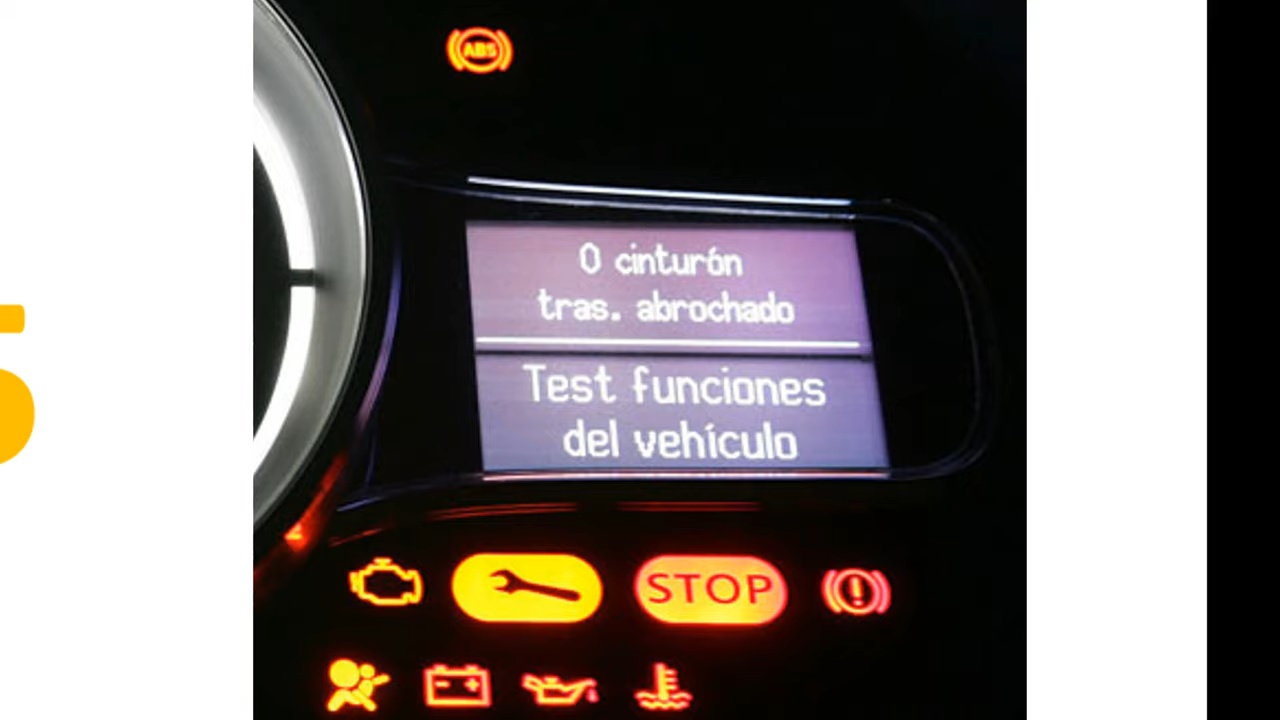 ABS
0 cinturón
tras. abrochado
Test funciones
del vehículo
STOP